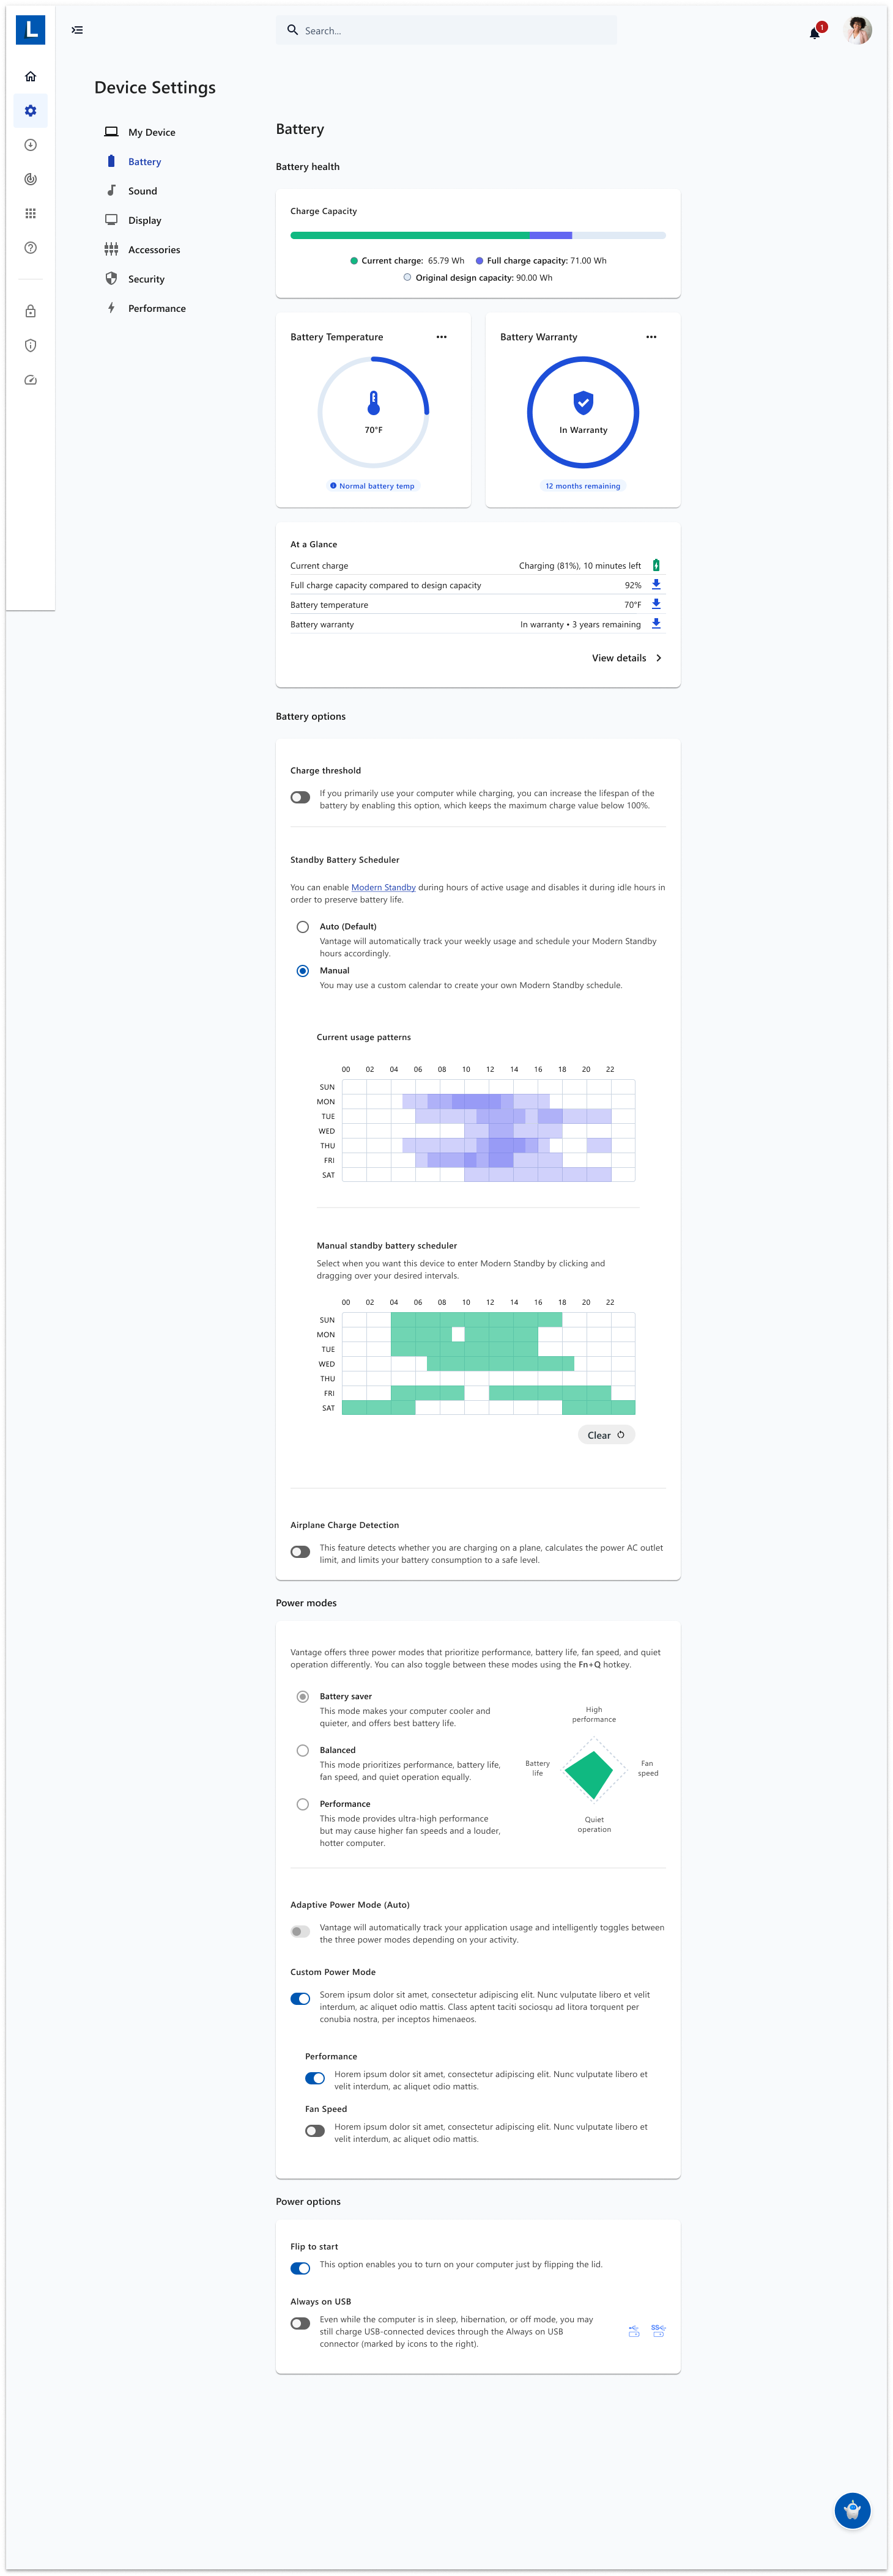 L
Search...
1
Device Settings
My Device
Battery
Sound
Display
Accessories
Security
Performance
Battery
Battery health
Charge Capacity
Current charge: 65.79 Wh
Full charge capacity: 71.00 Wh
Original design capacity: 90.00 Wh
Battery Temperature
70°F
Normal battery temp
Battery Warranty
In Warranty
12 months remaining
At a Glance
Current charge Charging (81%), 10 minutes left
Full charge capacity compared to design capacity 92%
Battery temperature 70°F
Battery warranty In warranty • 3 years remaining
View details
Battery options
Charge threshold
If you primarily use your computer while charging, you can increase the lifespan of the
battery by enabling this option, which keeps the maximum charge value below 100%.
Standby Battery Scheduler
You can enable Modern Standby during hours of active usage and disables it during idle hours in
order to preserve battery life.
Auto (Default)
Vantage will automatically track your weekly usage and schedule your Modern Standby
hours accordingly.
Manual
You may use a custom calendar to create your own Modern Standby schedule.
Current usage patterns
00 02 04 06 08 10 12 14 16 18 20 22
SUN
MON
TUE
WED
THU
FRI
SAT
Manual standby battery scheduler
Select when you want this device to enter Modern Standby by clicking and
dragging over your desired intervals.
00 02 04 06 08 10 12 14 16 18 20 22
SUN
MON
TUE
WED
THU
FRI
SAT
Clear
Airplane Charge Detection
This feature detects whether you are charging on a plane, calculates the power AC outlet
limit, and limits your battery consumption to a safe level.
Power modes
Vantage offers three power modes that prioritize performance, battery life, fan speed, and quiet
operation differently. You can also toggle between these modes using the Fn+Q hotkey.
Battery saver
This mode makes your computer cooler and
quieter, and offers best battery life.
Balanced
This mode prioritizes performance, battery life,
fan speed, and quiet operation equally.
Performance
This mode provides ultra-high performance
but may cause higher fan speeds and a louder,
hotter computer.
High
performance
Battery
life
Fan
speed
Quiet
operation
Adaptive Power Mode (Auto)
Vantage will automatically track your application usage and intelligently toggles between
the three power modes depending on your activity.
Custom Power Mode
Sorem ipsum dolor sit amet, consectetur adipiscing elit. Nunc vulputate libero et velit
interdum, ac aliquet odio mattis. Class aptent taciti sociosqu ad litora torquent per
conubia nostra, per inceptos himenaeos.
Performance
Horem ipsum dolor sit amet, consectetur adipiscing elit. Nunc vulputate libero et
velit interdum, ac aliquet odio mattis.
Fan Speed
Horem ipsum dolor sit amet, consectetur adipiscing elit. Nunc vulputate libero et
velit interdum, ac aliquet odio mattis.
Power options
Flip to start
This option enables you to turn on your computer just by flipping the lid.
Always on USB
Even while the computer is in sleep, hibernation, or off mode, you may
still charge USB-connected devices through the Always on USB
connector (marked by icons to the right).
SS